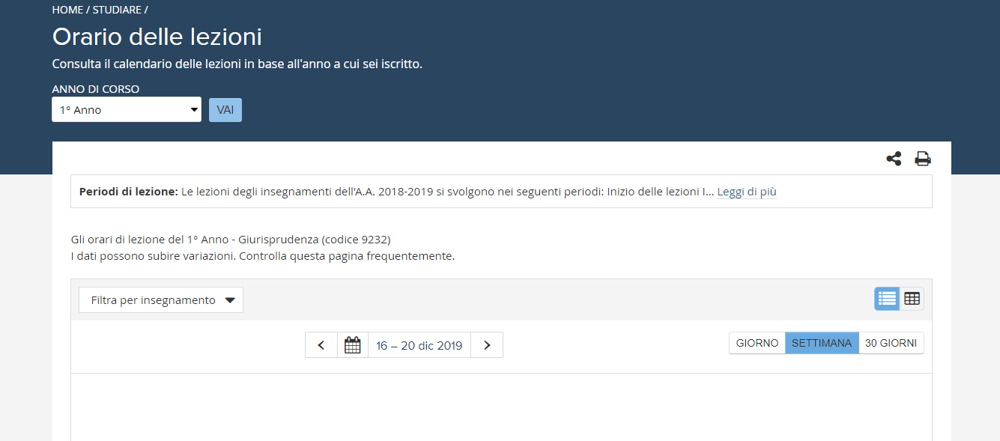 HOME / STUDIARE /
Orario delle lezioni
Consulta il calendario delle lezioni in base all'anno a cui sei iscritto.
ANNO DI CORSO
1° Anno
VAI
Periodi di lezione: Le lezioni degli insegnamenti dell'A.A. 2018-2019 si svolgono nei seguenti periodi: Inizio delle lezioni I... Leggi di più
Gli orari di lezione del 1° Anno - Giurisprudenza (codice 9232)
I dati possono subire variazioni. Controlla questa pagina frequentemente.
Filtra per insegnamento
16 – 20 dic 2019
GIORNO SETTIMANA 30 GIORNI